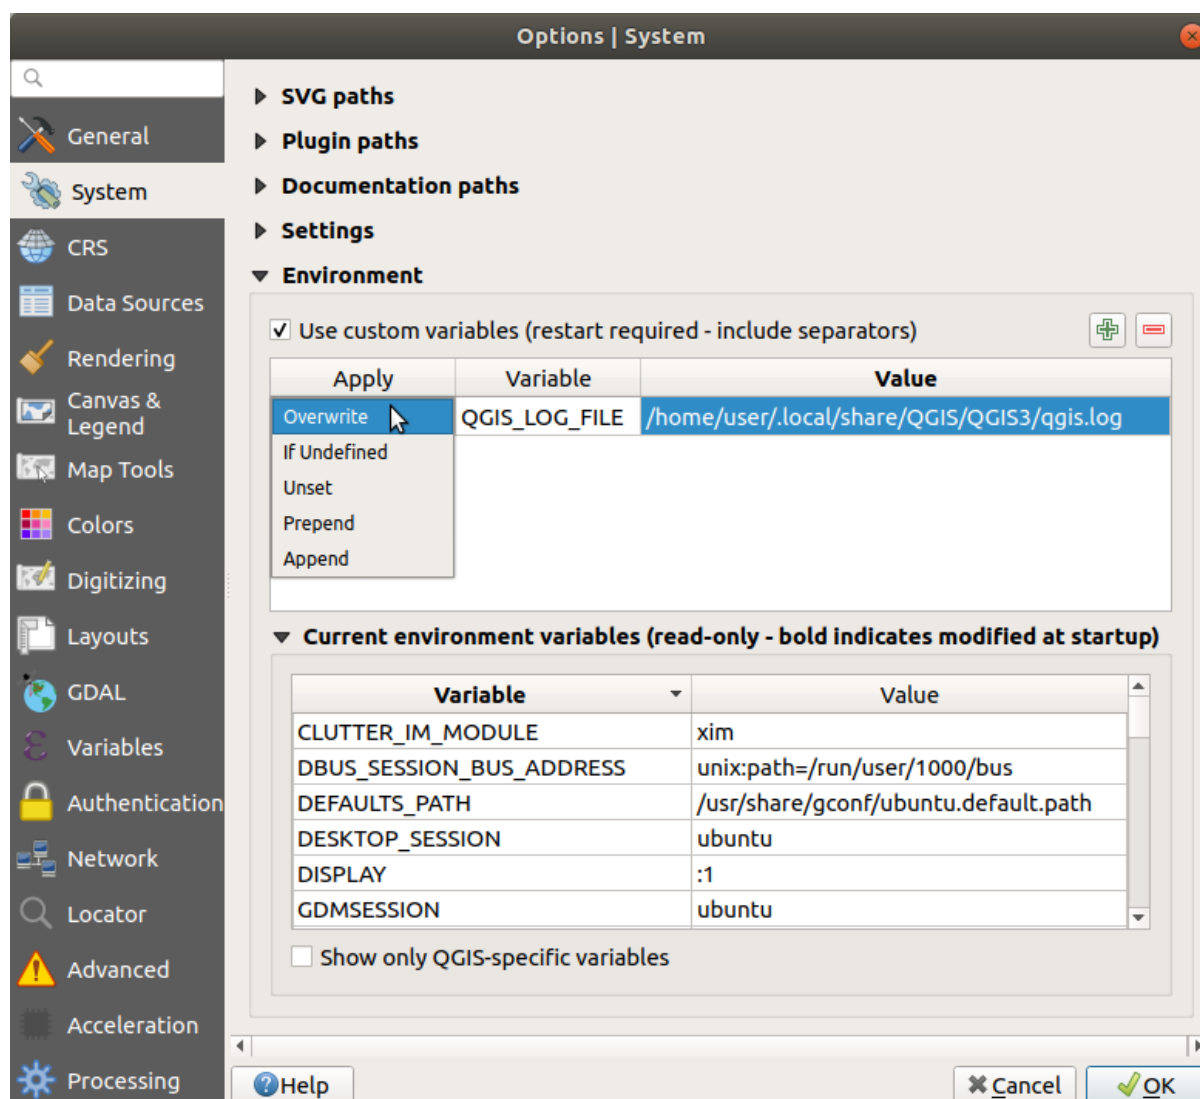 Options | System
General
System
CRS
Data Sources
Rendering
Canvas &
Legend
Map Tools
Colors
Digitizing
Layouts
GDAL
Variables
Authentication
Network
Locator
Advanced
Acceleration
Processing
SVG paths
Plugin paths
Documentation paths
Settings
Environment
Use custom variables (restart required - include separators)
Apply Variable Value
Overwrite QGIS_LOG_FILE /home/user/.local/share/QGIS/QGIS3/qgis.log
If Undefined
Unset
Prepend
Append
Current environment variables (read-only - bold indicates modified at startup)
Variable Value
CLUTTER_IM_MODULE xim
DBUS_SESSION_BUS_ADDRESS unix:path=/run/user/1000/bus
DEFAULTS_PATH /usr/share/gconf/ubuntu.default.path
DESKTOP_SESSION ubuntu
DISPLAY :1
GDMSESSION ubuntu
Show only QGIS-specific variables
Help Cancel OK